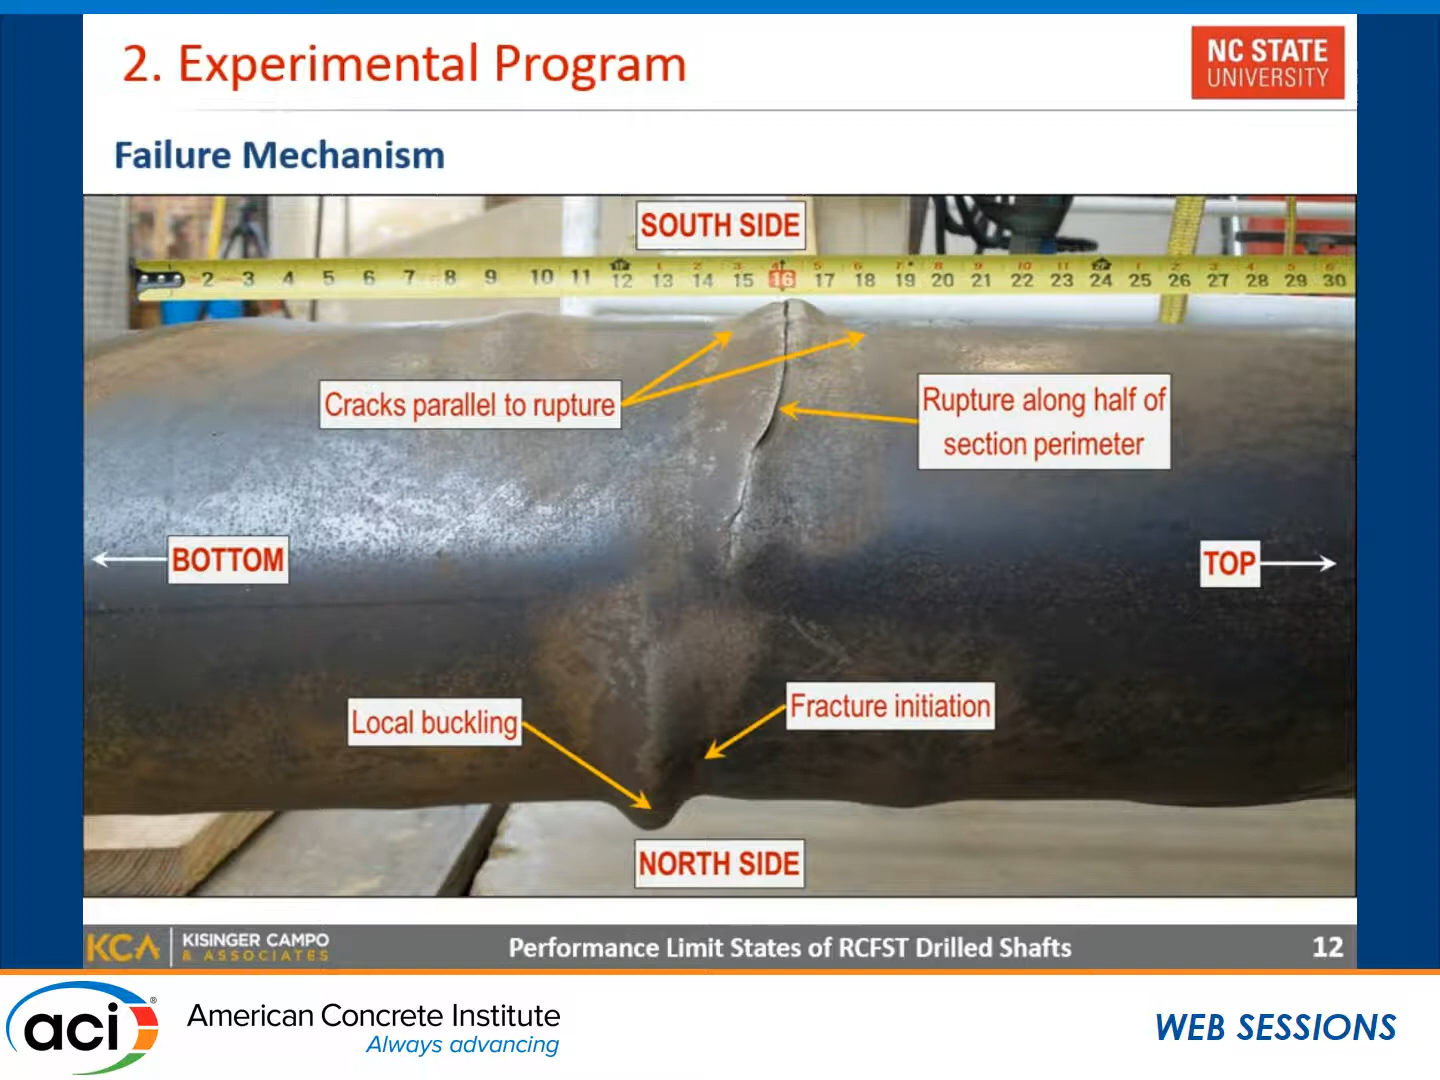 2. Experimental Program
NC STATE
UNIVERSITY
Failure Mechanism
SOUTH SIDE
2 3 4 5 6 7 8 9 10 11 12 13 14 15 16 17 18 19 20 21 22 23 24 25 26 27 28 29 30
Cracks parallel to rupture
Rupture along half of
section perimeter
BOTTOM
TOP
Local buckling
Fracture initiation
NORTH SIDE
KCA
KISINGER CAMPO
& ASSOCIATES
Performance Limit States of RCFST Drilled Shafts
12
aci®
American Concrete Institute
Always advancing
WEB SESSIONS